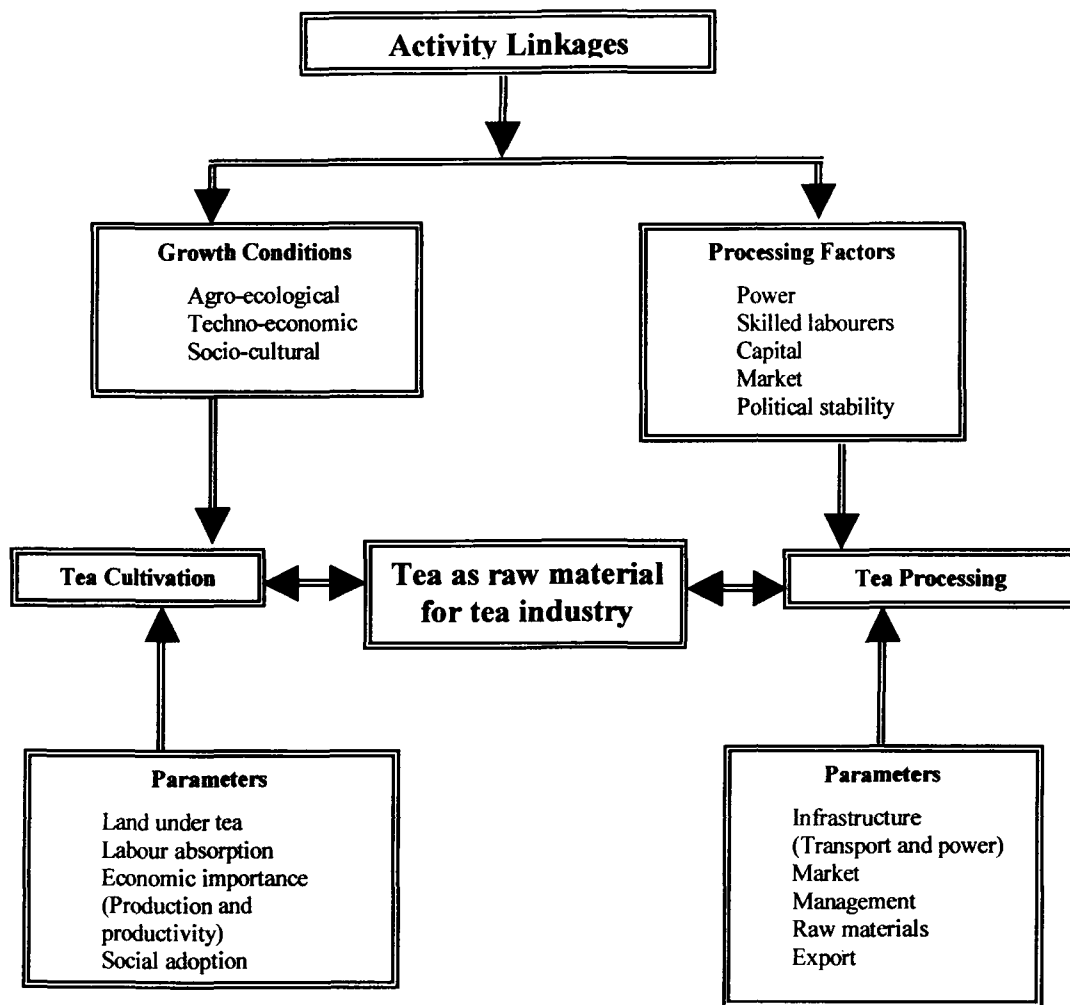 Activity Linkages
Growth Conditions
Agro-ecological
Techno-economic
Socio-cultural
Processing Factors
Power
Skilled labourers
Capital
Market
Political stability
Tea Cultivation
Tea as raw material
for tea industry
Tea Processing
Parameters
Land under tea
Labour absorption
Economic importance
(Production and
productivity)
Social adoption
Parameters
Infrastructure
(Transport and power)
Market
Management
Raw materials
Export